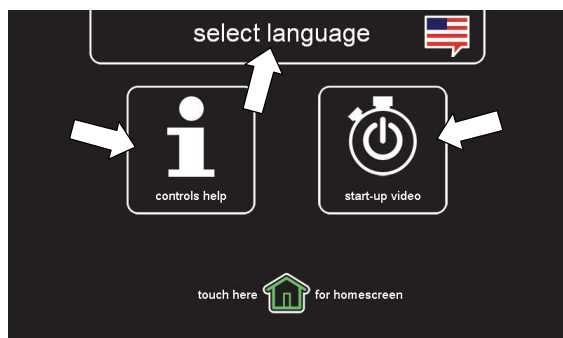 select language
controls help
start-up video
touch here for homescreen